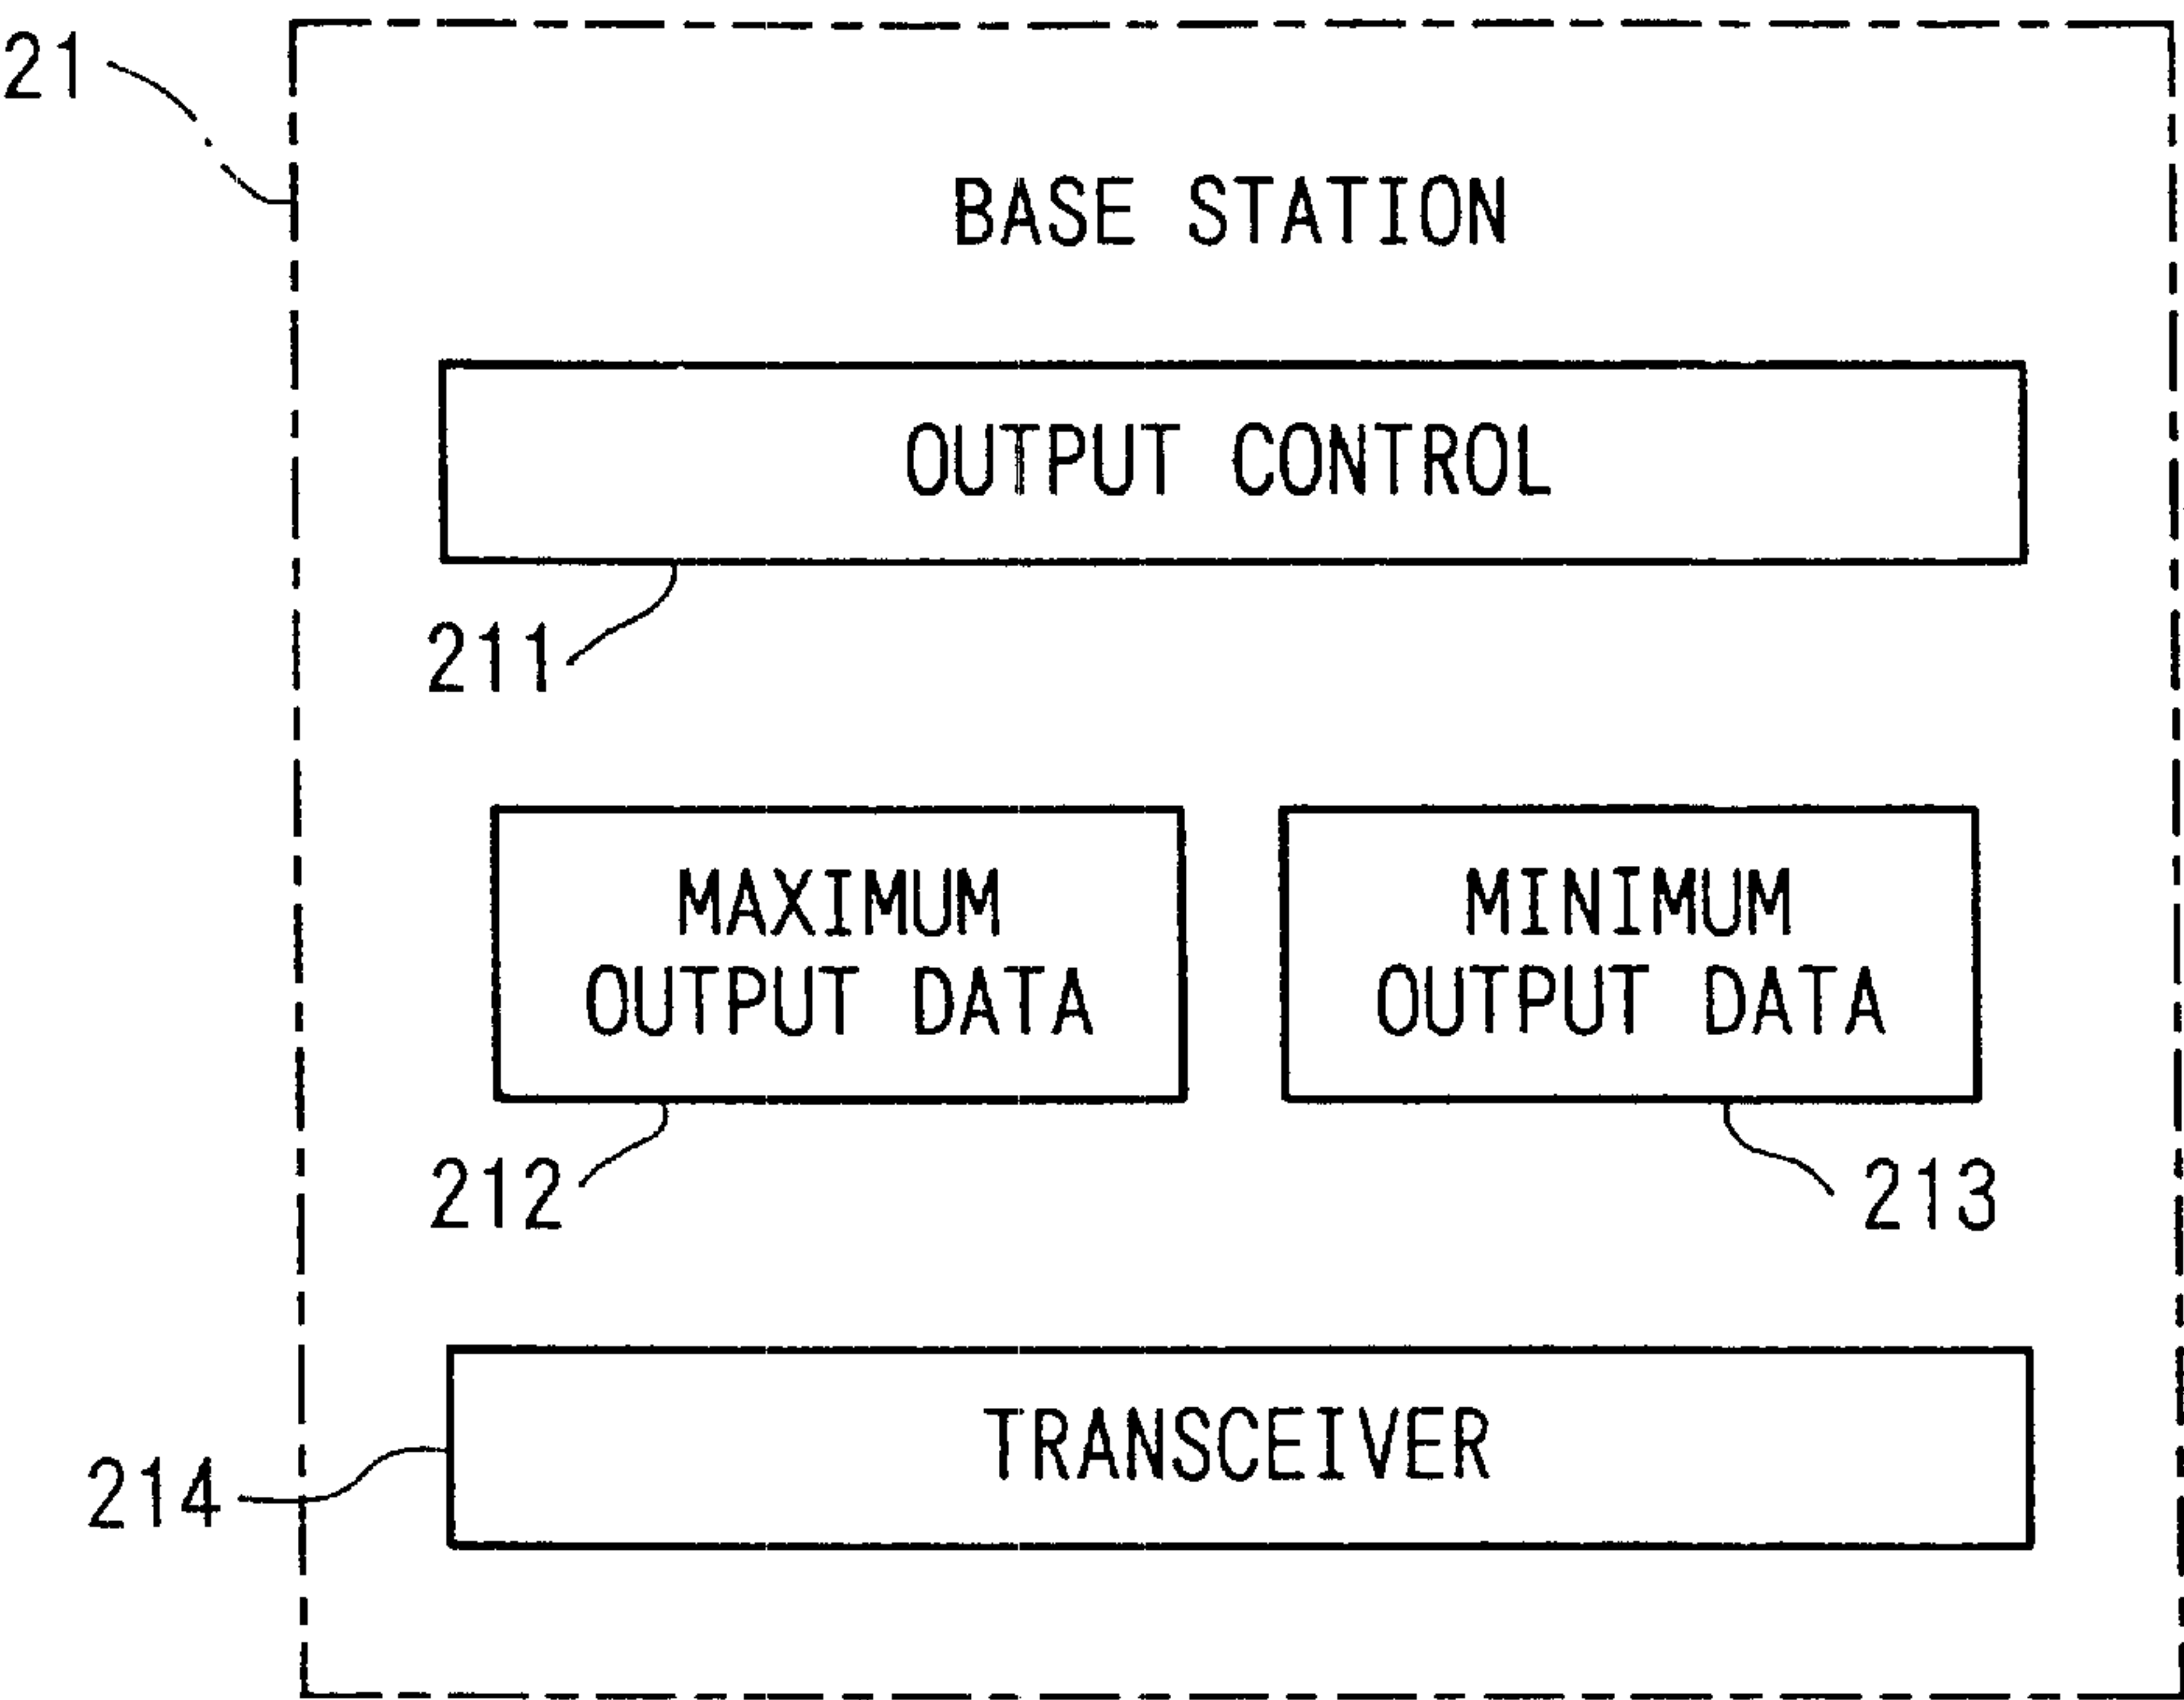 21
BASE STATION
OUTPUT CONTROL
211
MAXIMUM
OUTPUT DATA
MINIMUM
OUTPUT DATA
212
213
TRANSCEIVER
214